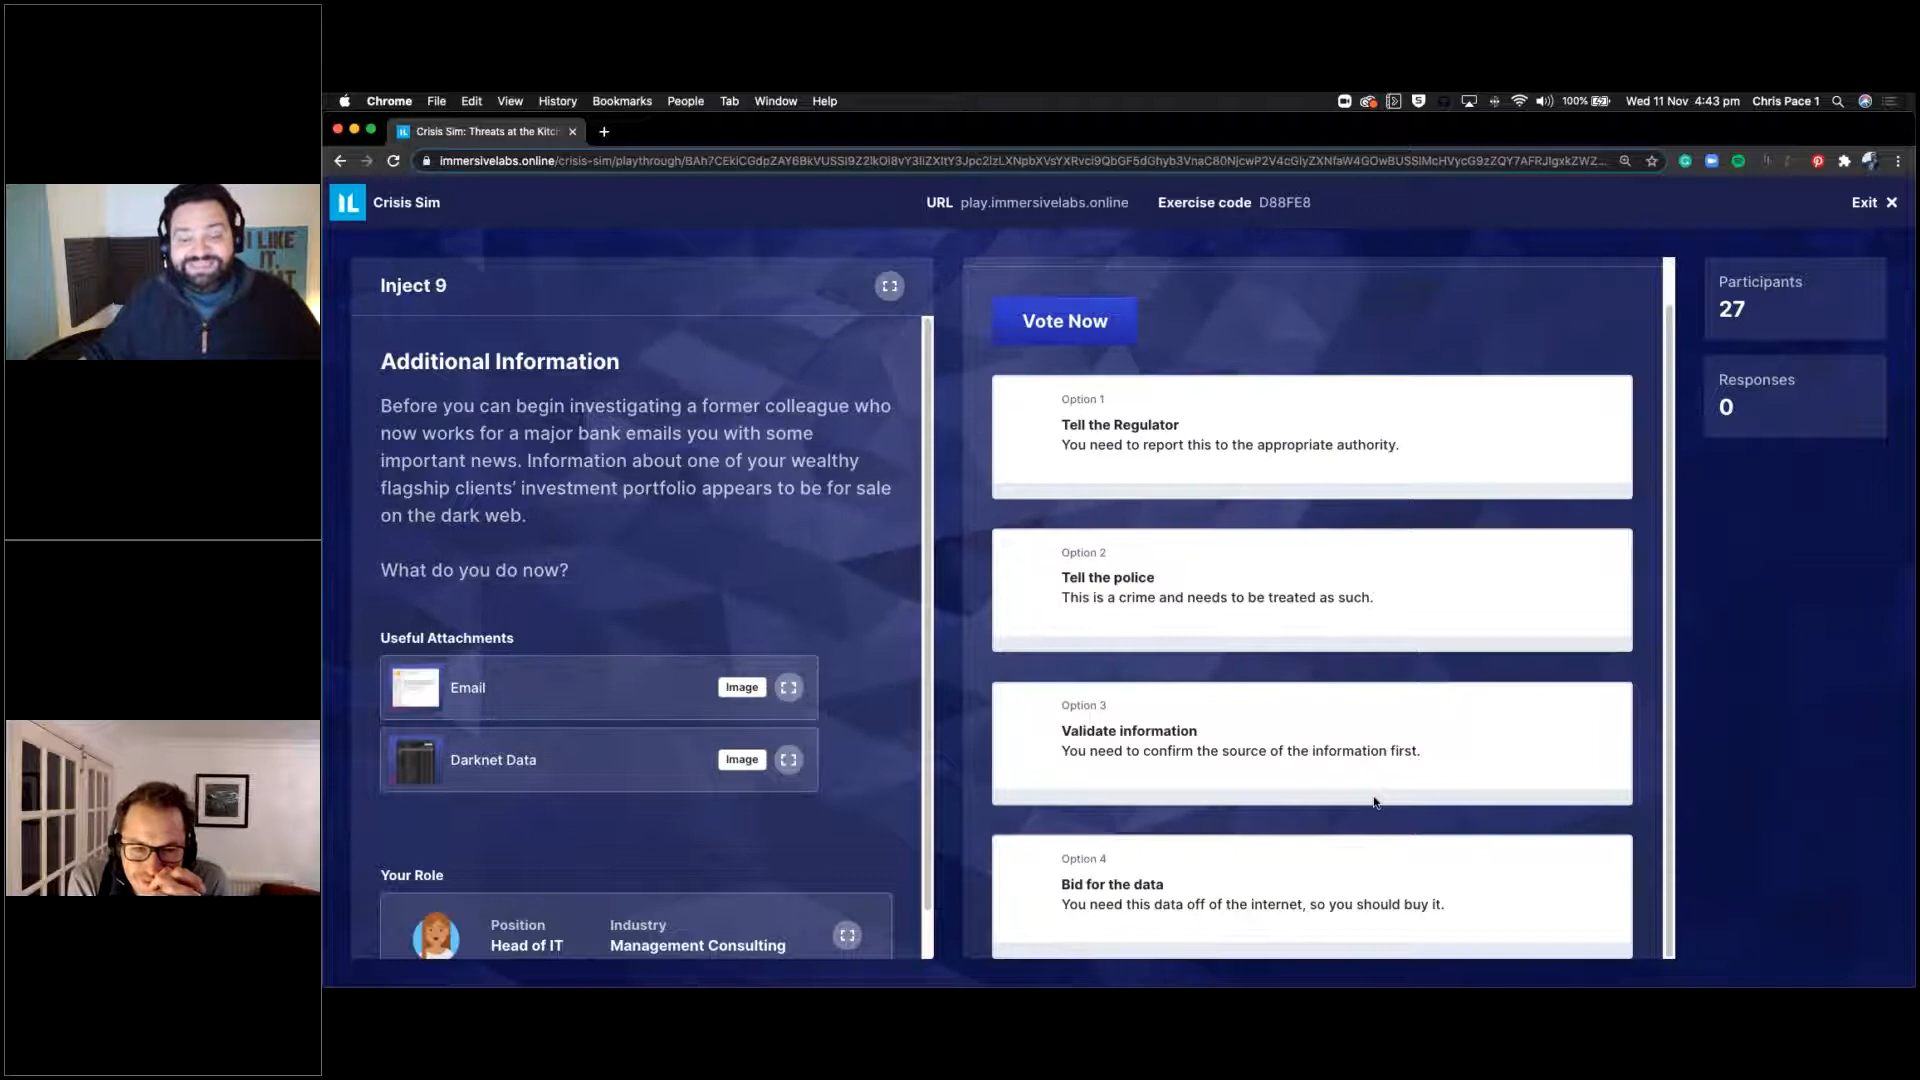 I LIKE
IT.
Chrome File Edit View History Bookmarks People Tab Window Help
100% Wed 11 Nov 4:43 pm Chris Pace 1
Crisis Sim: Threats at the Kitch
immersivelabs.online/crisis-sim/playthrough/
IL Crisis Sim
URL play.immersivelabs.online Exercise code D88FE8
Exit
Inject 9
Additional Information
Before you can begin investigating a former colleague who
now works for a major bank emails you with some
important news. Information about one of your wealthy
flagship clients’ investment portfolio appears to be for sale
on the dark web.
What do you do now?
Useful Attachments
Email Image
Darknet Data Image
Your Role
Position Industry
Head of IT Management Consulting
Vote Now
Option 1
Tell the Regulator
You need to report this to the appropriate authority.
Option 2
Tell the police
This is a crime and needs to be treated as such.
Option 3
Validate information
You need to confirm the source of the information first.
Option 4
Bid for the data
You need this data off of the internet, so you should buy it.
Participants
27
Responses
0